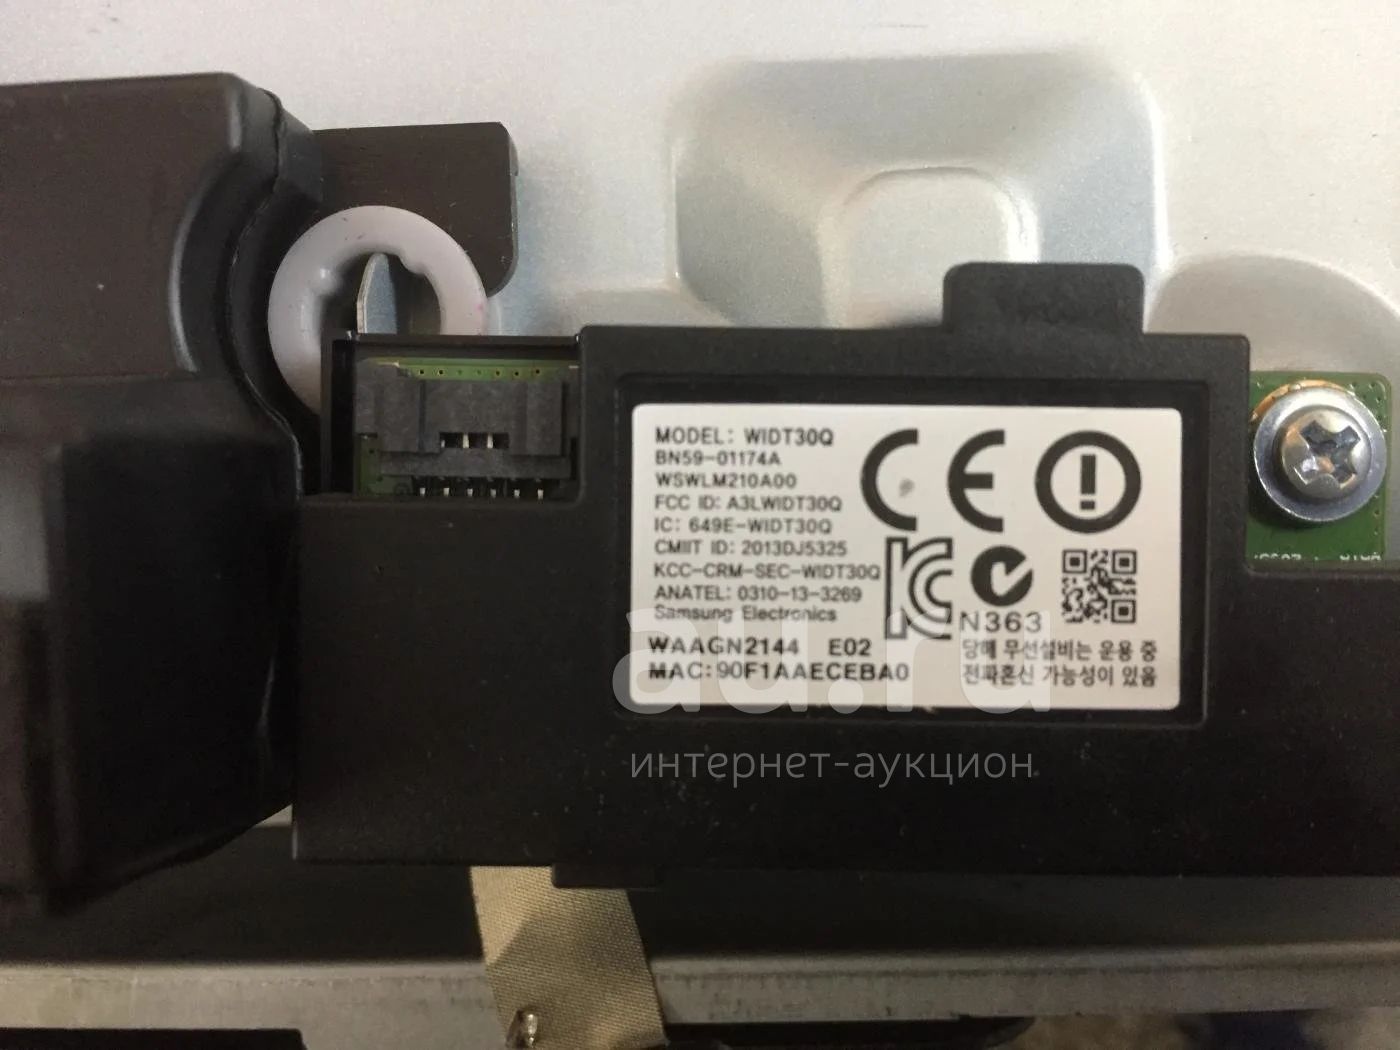 MODEL: WIDT30Q
BN59-01174A
WSWLM210A00
FCC ID: A3LWIDT30Q
IC: 649E-WIDT30Q
CMIIT ID: 2013DJ5325
KCC-CRM-SEC-WIDT30Q
ANATEL: 0310-13-3269
Samsung Electronics
WAAGN2144 E02
MAC:90F1AAECEBA0
CE
N363
당해 무선설비는 운용 중
전파혼신 가능성이 있음
au.ru
интернет-аукцион